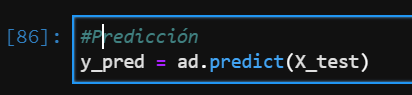 [86]: #Predicción
y_pred = ad.predict(X_test)